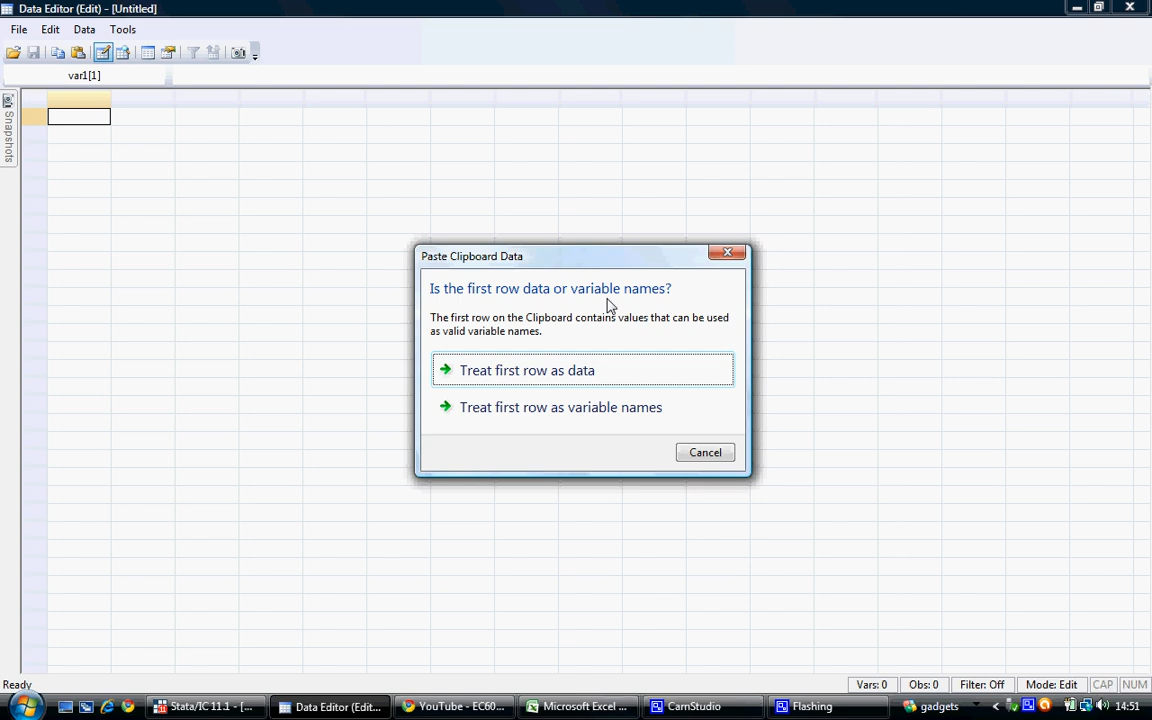 Data Editor (Edit) - [Untitled]
File Edit Data Tools
var1[1]
Snapshots
Paste Clipboard Data
Is the first row data or variable names?
The first row on the Clipboard contains values that can be used
as valid variable names.
Treat first row as data
Treat first row as variable names
Cancel
Ready
Vars: 0 Obs: 0 Filter: Off Mode: Edit CAP NUM
Stata/IC 11.1 - [... Data Editor (Edit... YouTube - EC60... Microsoft Excel ... CamStudio Flashing gadgets 14:51